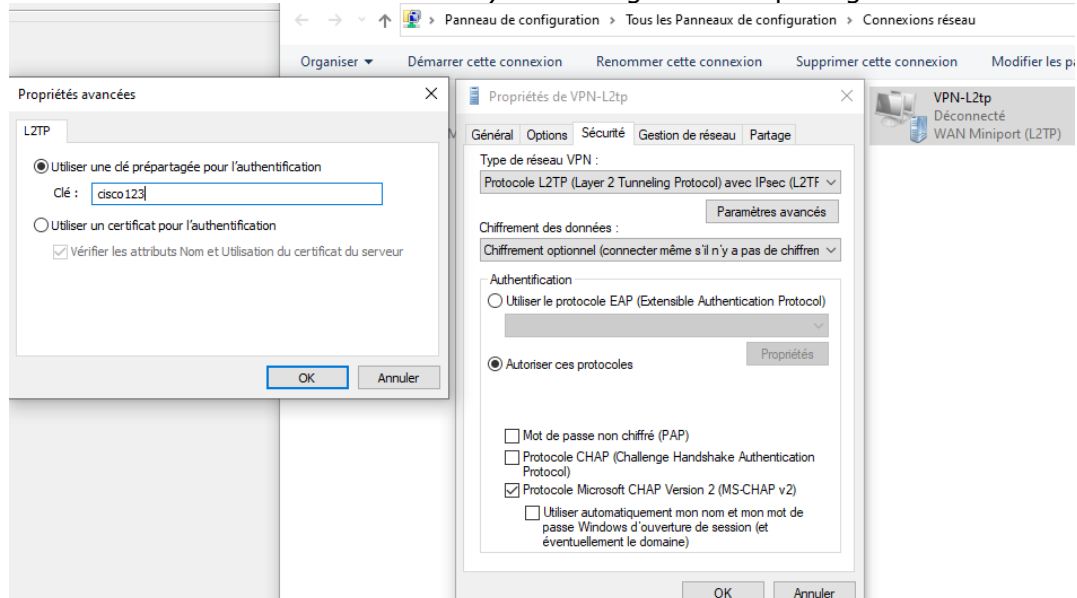 Panneau de configuration > Tous les Panneaux de configuration > Connexions réseau
Organiser Démarrer cette connexion Renommer cette connexion Supprimer cette connexion Modifier les
Propriétés avancées
L2TP
Utiliser une clé prépartagée pour l'authentification
Clé : cisco123
Utiliser un certificat pour l'authentification
Vérifier les attributs Nom et Utilisation du certificat du serveur
OK Annuler
Propriétés de VPN-L2tp
Général Options Sécurité Gestion de réseau Partage
Type de réseau VPN :
Protocole L2TP (Layer 2 Tunneling Protocol) avec IPsec
Paramètres avancés
Chiffrement des données :
Chiffrement optionnel (connecter même s'il n'y a pas de
Authentification
Utiliser le protocole EAP (Extensible Authentication Protocol)
Propriétés
Autoriser ces protocoles
Mot de passe non chiffré (PAP)
Protocole CHAP (Challenge Handshake Authentication
Protocol)
Protocole Microsoft CHAP Version 2 (MS-CHAP v2)
Utiliser automatiquement mon nom et mon mot de
passe Windows d'ouverture de session (et
éventuellement le domaine)
OK Annuler
VPN-L2tp
Déconnecté
WAN Miniport (L2TP)